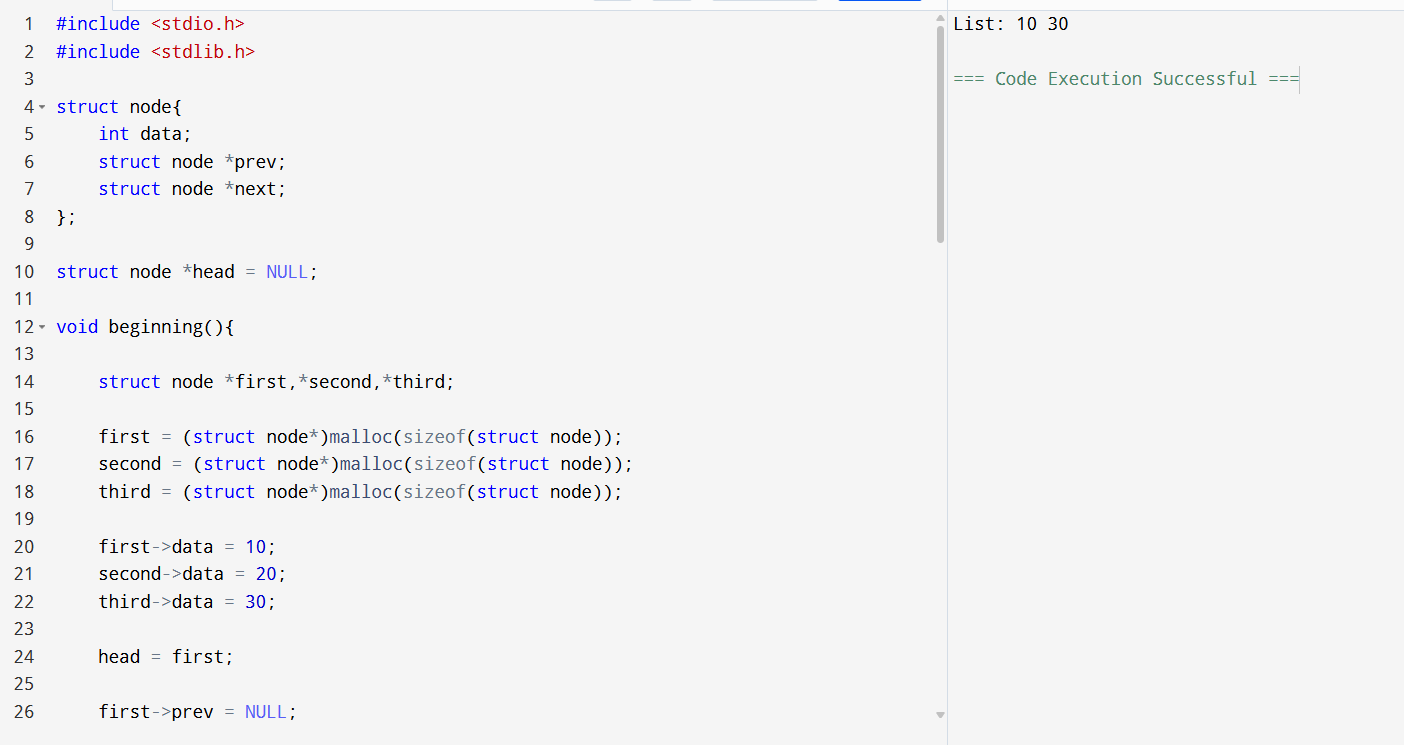 1 #include <stdio.h>
2 #include <stdlib.h>
3
4 struct node{
5     int data;
6     struct node *prev;
7     struct node *next;
8 };
9
10 struct node *head = NULL;
11
12 void beginning(){
13
14     struct node *first,*second,*third;
15
16     first = (struct node*)malloc(sizeof(struct node));
17     second = (struct node*)malloc(sizeof(struct node));
18     third = (struct node*)malloc(sizeof(struct node));
19
20     first->data = 10;
21     second->data = 20;
22     third->data = 30;
23
24     head = first;
25
26     first->prev = NULL;
List: 10 30
=== Code Execution Successful ===